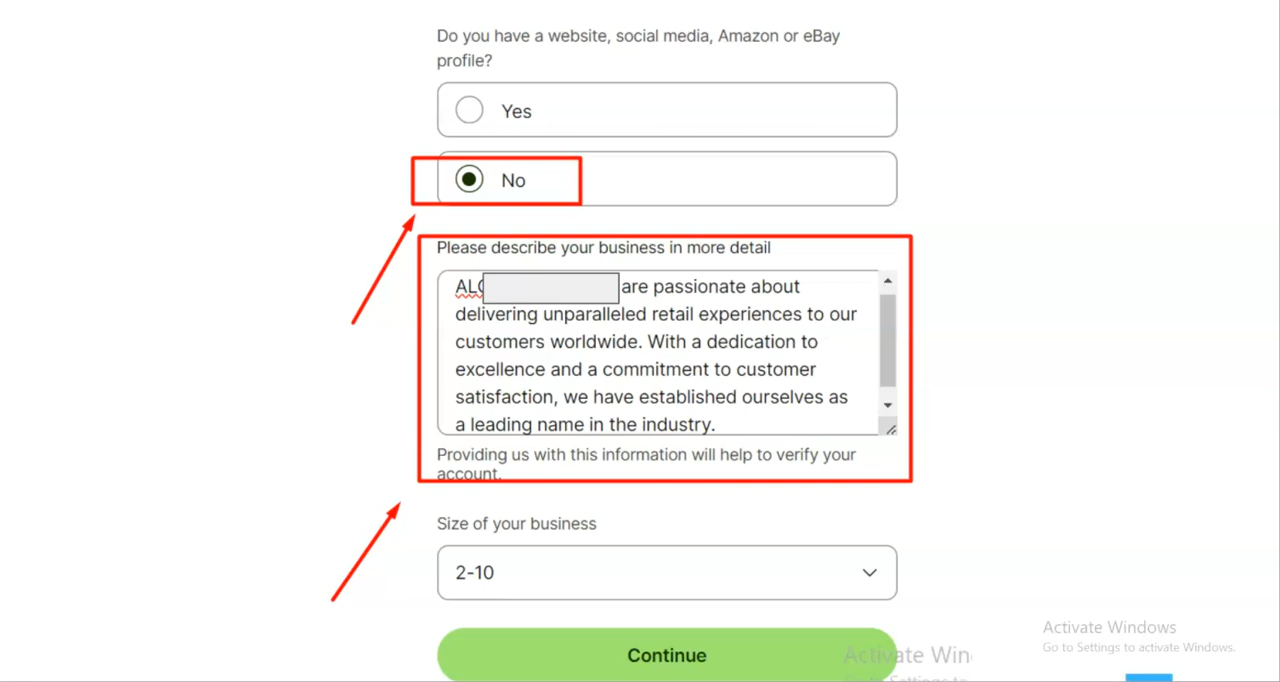 Do you have a website, social media, Amazon or eBay
profile?
Yes
No
Please describe your business in more detail
are passionate about
delivering unparalleled retail experiences to our
customers worldwide. With a dedication to
excellence and a commitment to customer
satisfaction, we have established ourselves as
a leading name in the industry.
Providing us with this information will help to verify your
account.
Size of your business
2-10
Continue
Activate Windows
Go to Settings to activate Windows.
Activate Win